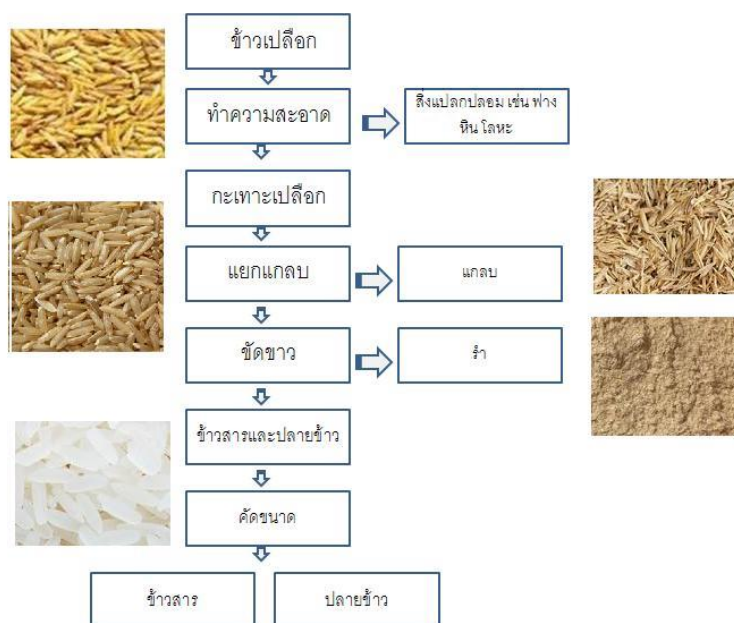 ข้าวเปลือก
ทำความสะอาด
สิ่งแปลกปลอม เช่น ฟาง
หิน โลหะ
กะเทาะเปลือก
แยกแกลบ
แกลบ
ขัดขาว
รำ
ข้าวสารและปลายข้าว
คัดขนาด
ข้าวสาร
ปลายข้าว